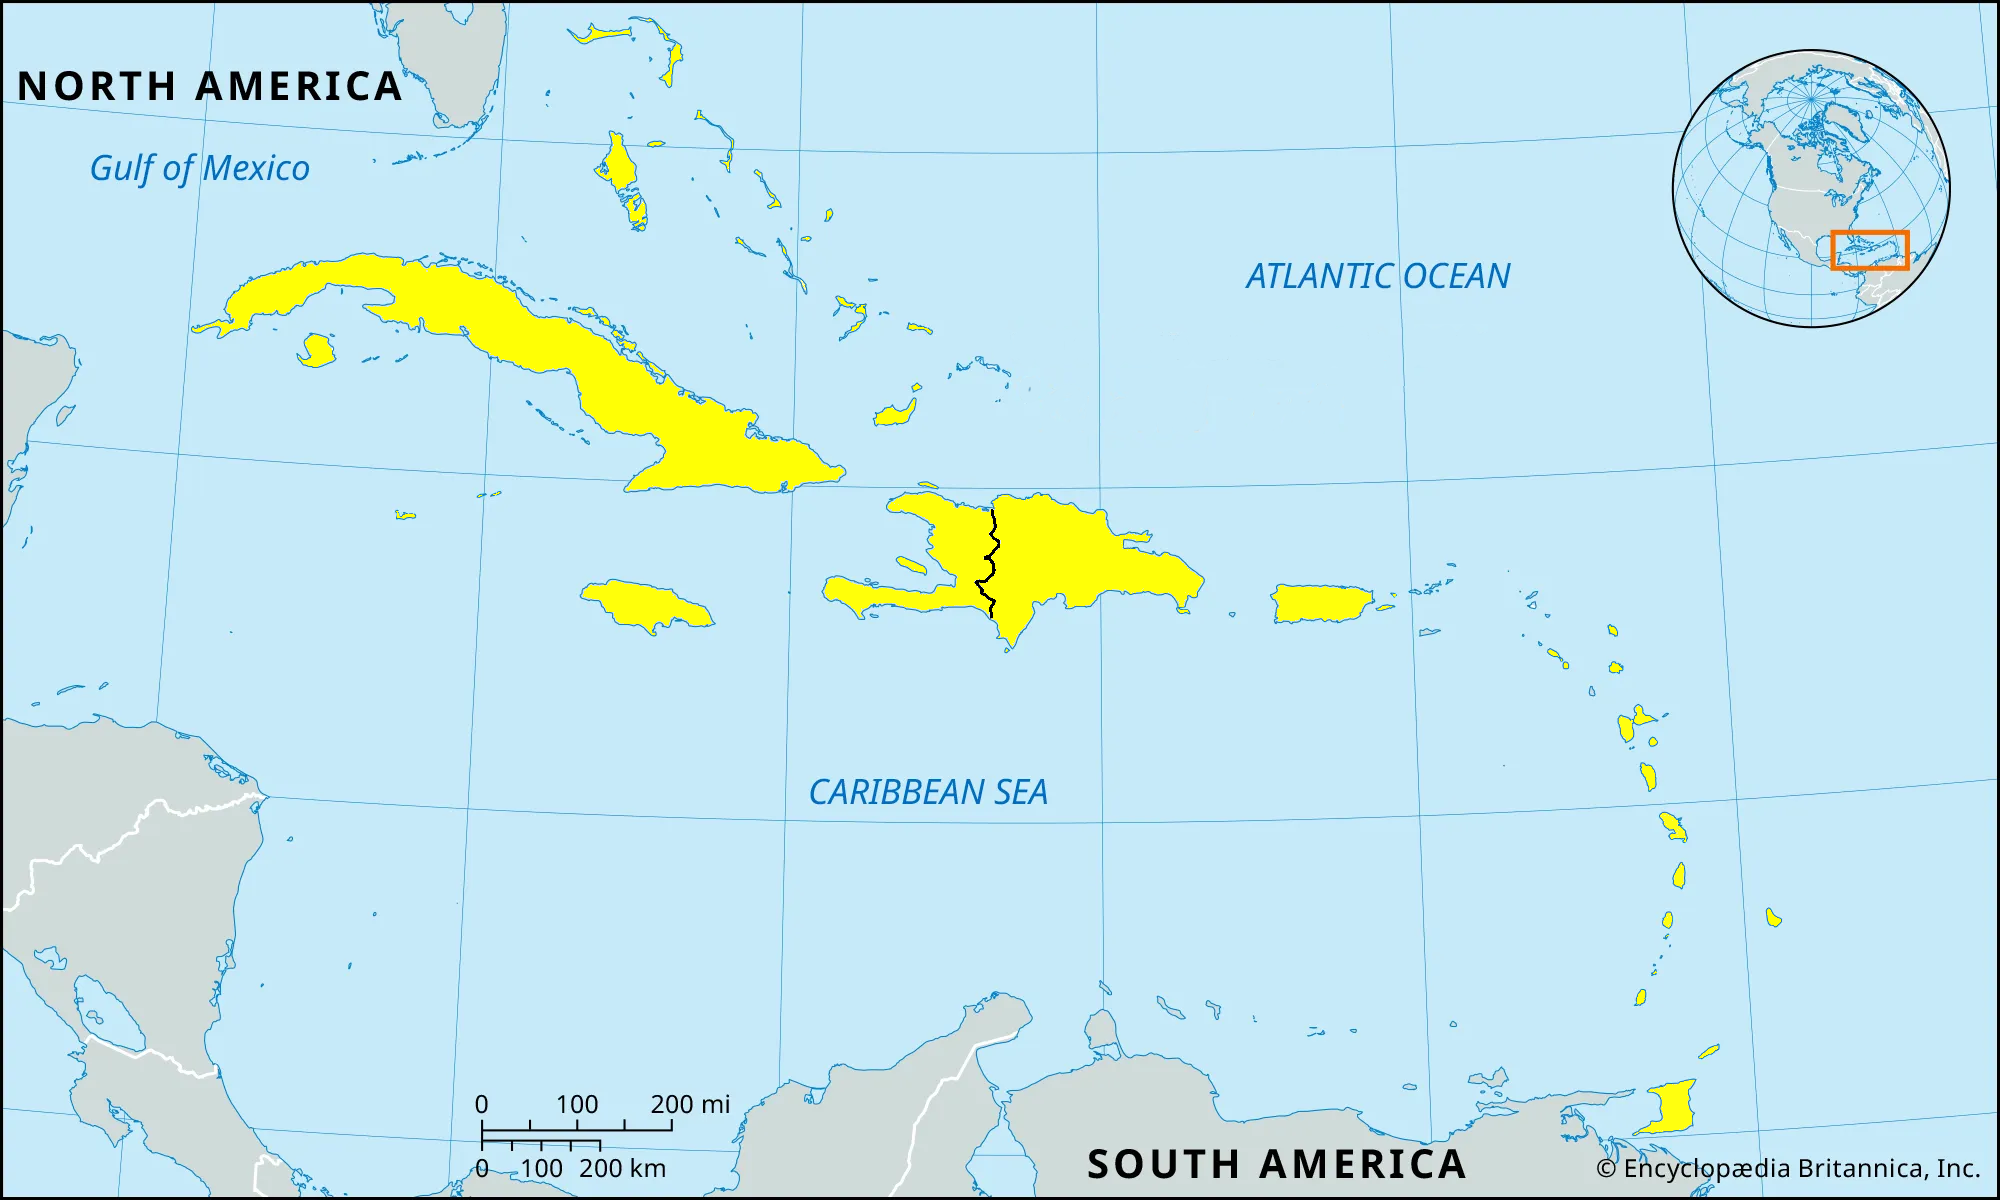 NORTH AMERICA
Gulf of Mexico
ATLANTIC OCEAN
CARIBBEAN SEA
0 100 200 mi
0 100 200 km
SOUTH AMERICA
© Encyclopædia Britannica, Inc.